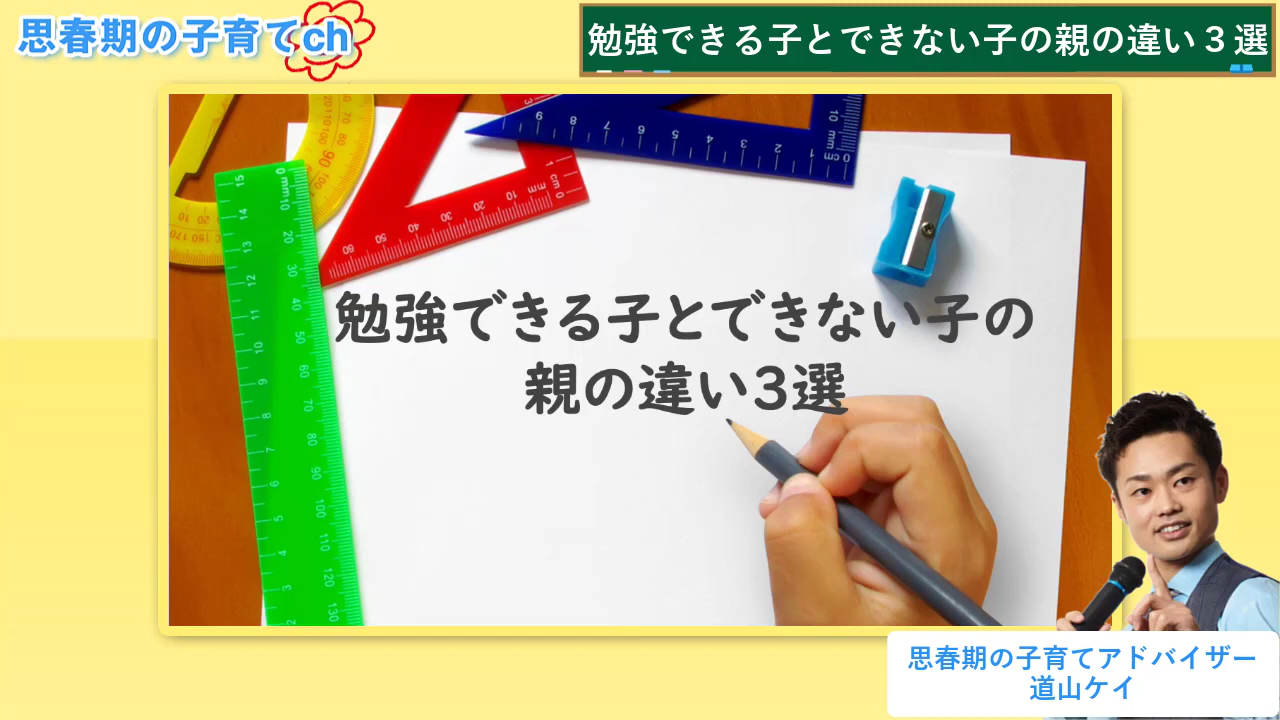 思春期の子育てch
勉強できる子とできない子の親の違い３選
勉強できる子とできない子の
親の違い3選
思春期の子育てアドバイザー
道山ケイ